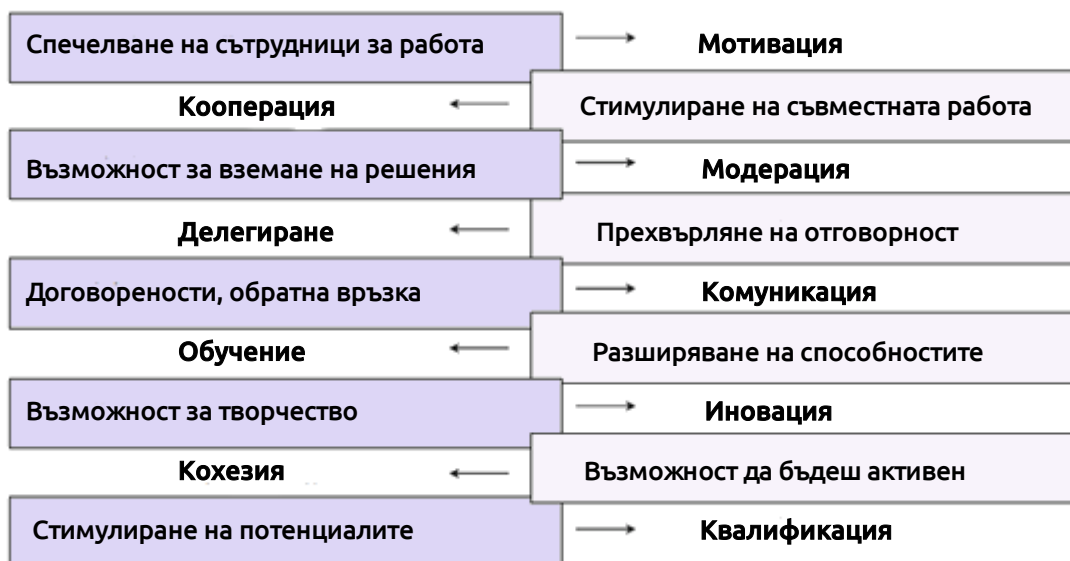 Спечелване на сътрудници за работа
Мотивация
Кооперация
Стимулиране на съвместната работа
Възможност за вземане на решения
Модерация
Делегиране
Прехвърляне на отговорност
Договорености, обратна връзка
Комуникация
Обучение
Разширяване на способностите
Възможност за творчество
Иновация
Кохезия
Възможност да бъдеш активен
Стимулиране на потенциалите
Квалификация